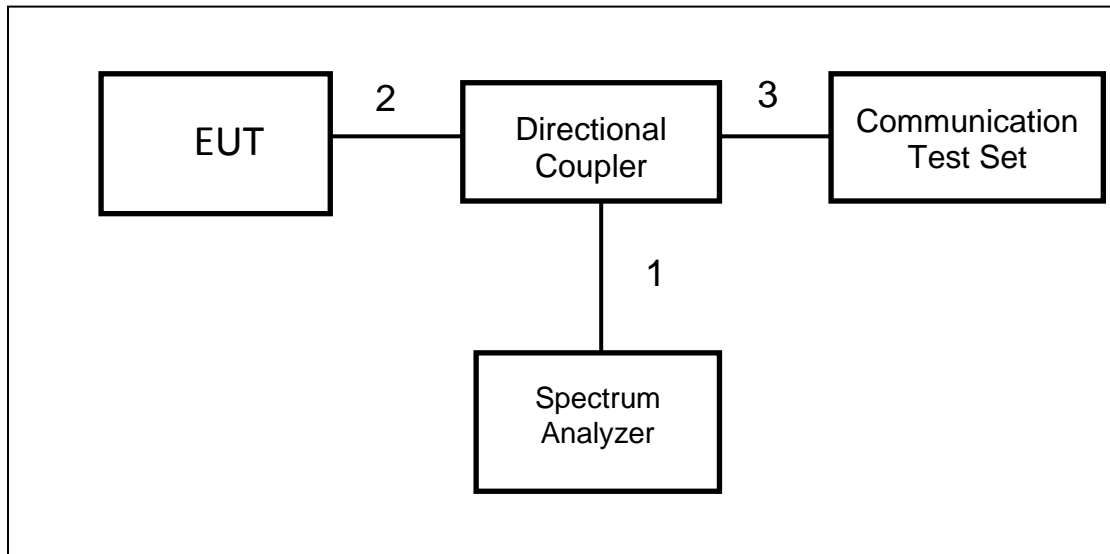 EUT
2
Directional
Coupler
3
Communication
Test Set
1
Spectrum
Analyzer